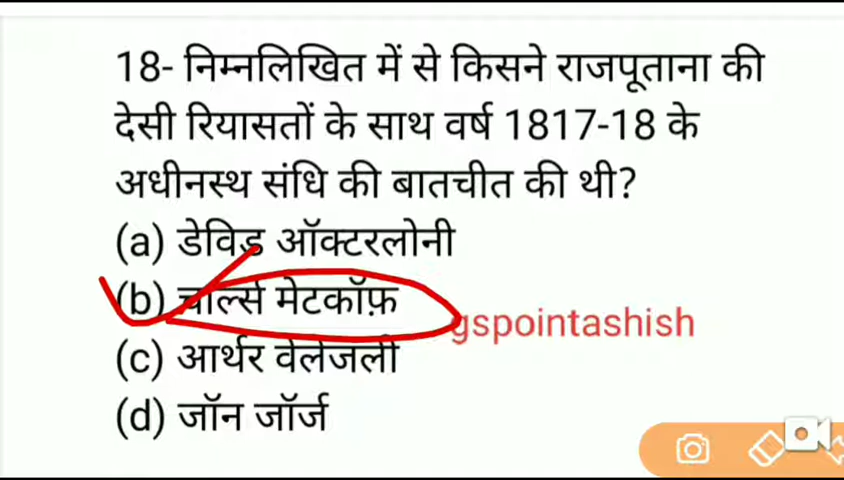 18- निम्नलिखित में से किसने राजपूताना की
देसी रियासतों के साथ वर्ष 1817-18 के
अधीनस्थ संधि की बातचीत की थी?
(a) डेविड ऑक्टरलोनी
(b) चार्ल्स मेटकॉफ़
gspointashish
(c) आर्थर वेलेजली
(d) जॉन जॉर्ज